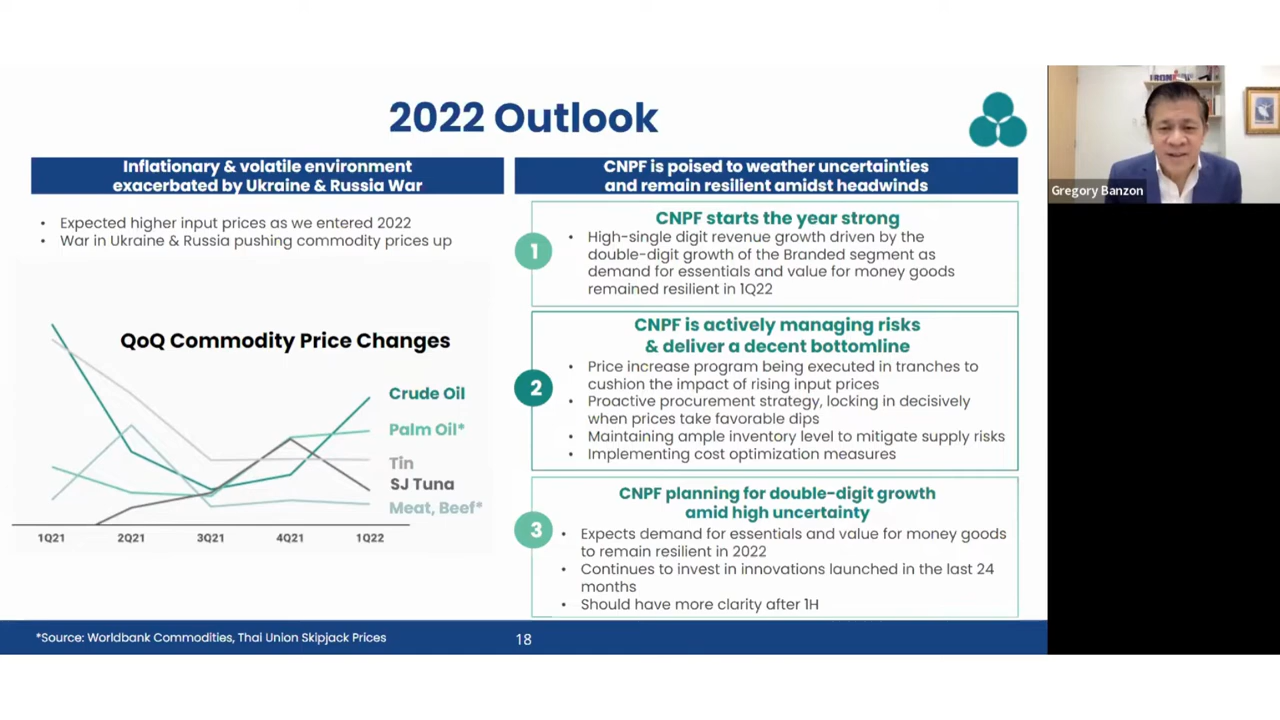 2022 Outlook
Inflationary & volatile environment
exacerbated by Ukraine & Russia War
• Expected higher input prices as we entered 2022
• War in Ukraine & Russia pushing commodity prices up
QoQ Commodity Price Changes
Crude Oil
Palm Oil*
Tin
SJ Tuna
Meat, Beef*
1Q21 2Q21 3Q21 4Q21 1Q22
CNPF is poised to weather uncertainties
and remain resilient amidst headwinds
1
CNPF starts the year strong
• High-single digit revenue growth driven by the
double-digit growth of the Branded segment as
demand for essentials and value for money goods
remained resilient in 1Q22
2
CNPF is actively managing risks
& deliver a decent bottomline
• Price increase program being executed in tranches to
cushion the impact of rising input prices
• Proactive procurement strategy, locking in decisively
when prices take favorable dips
• Maintaining ample inventory level to mitigate supply risks
• Implementing cost optimization measures
3
CNPF planning for double-digit growth
amid high uncertainty
• Expects demand for essentials and value for money goods
to remain resilient in 2022
• Continues to invest in innovations launched in the last 24
months
• Should have more clarity after 1H
*Source: Worldbank Commodities, Thai Union Skipjack Prices
18
Gregory Banzon